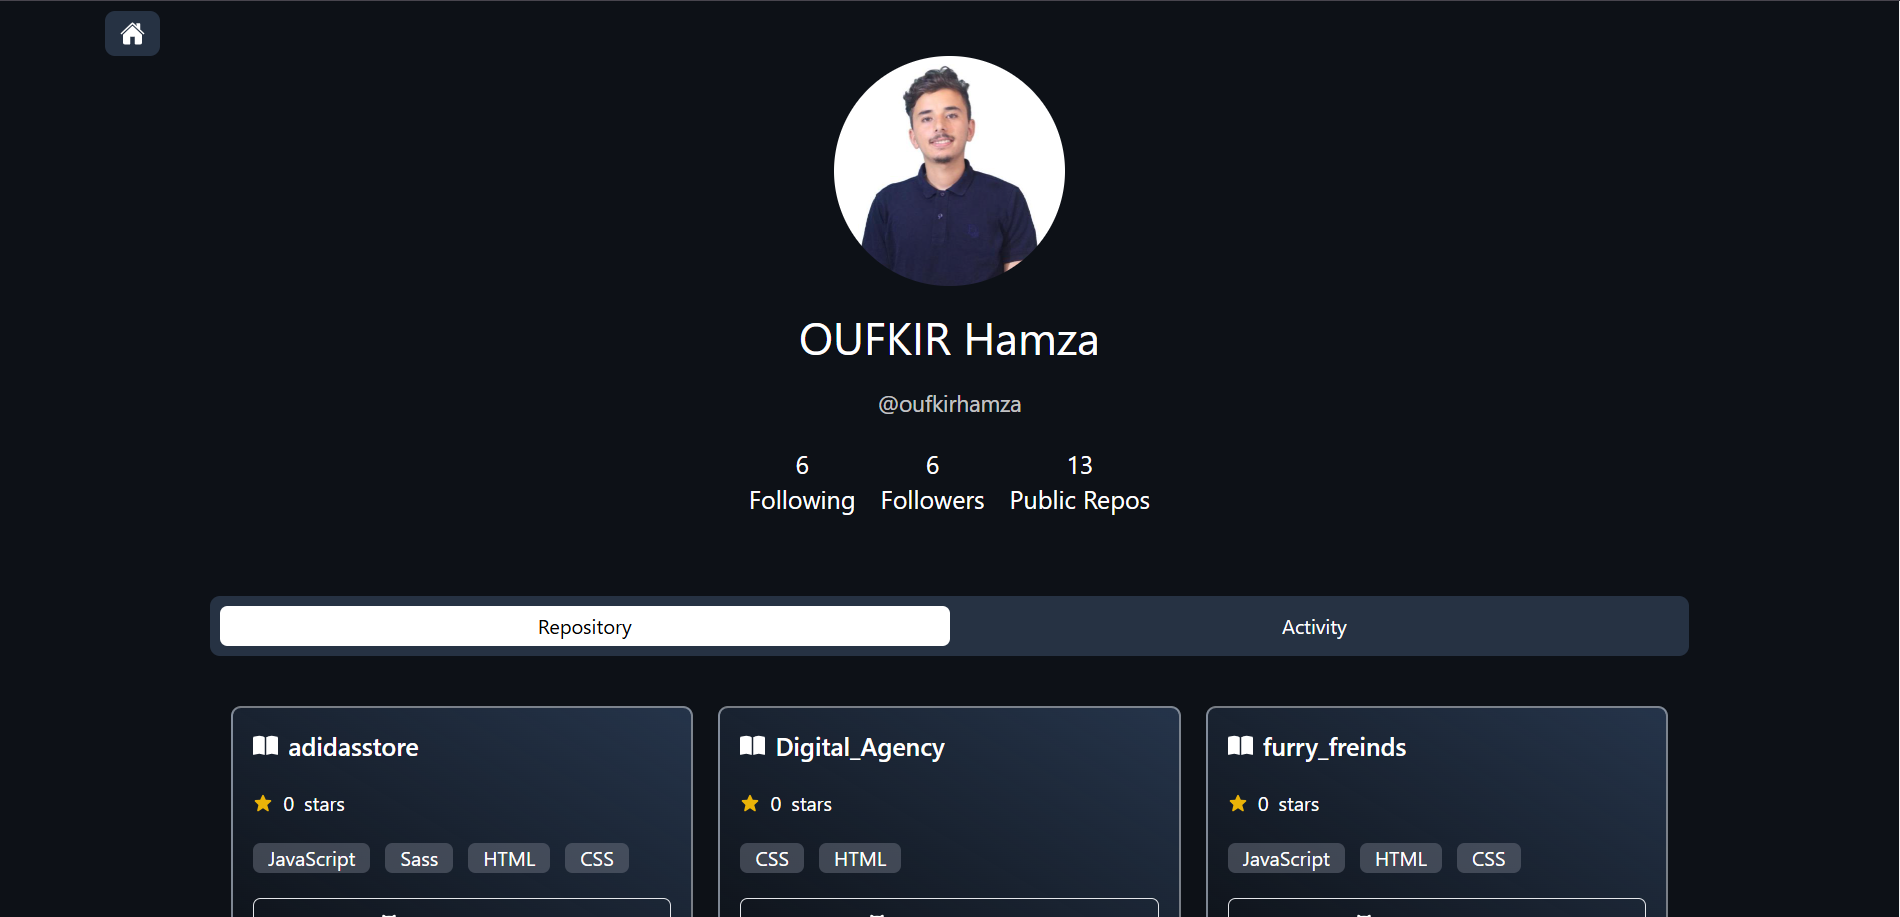 OUFKIR Hamza
@oufkirhamza
6 6 13
Following Followers Public Repos
Repository Activity
adidasstore
0 stars
JavaScript Sass HTML CSS
Digital_Agency
0 stars
CSS HTML
furry_freinds
0 stars
JavaScript HTML CSS